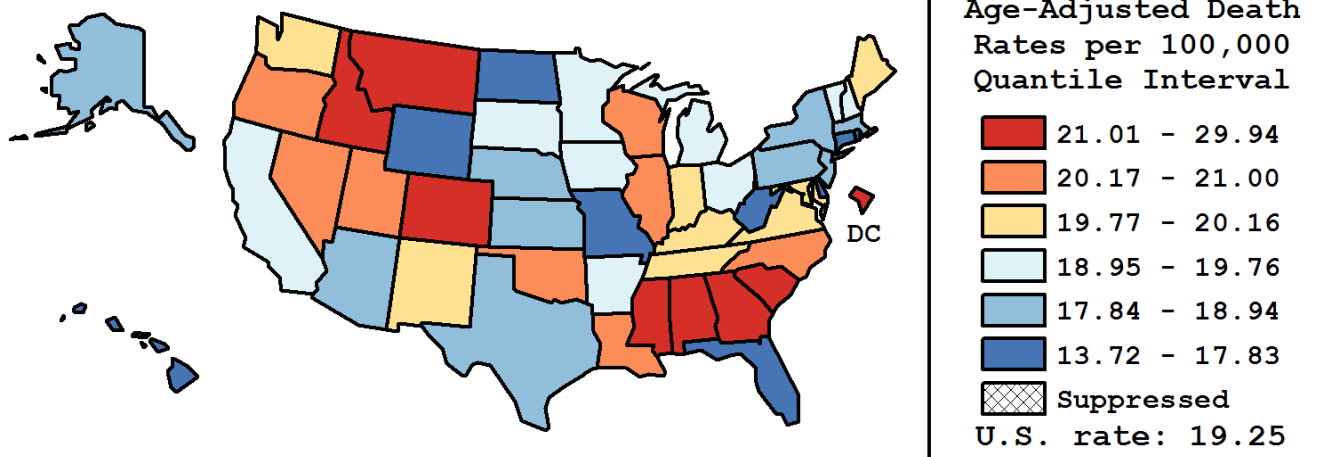 Age-Adjusted Death
Rates per 100,000
Quantile Interval
21.01 - 29.94
20.17 - 21.00
19.77 - 20.16
18.95 - 19.76
17.84 - 18.94
13.72 - 17.83
Suppressed
U.S. rate: 19.25
DC